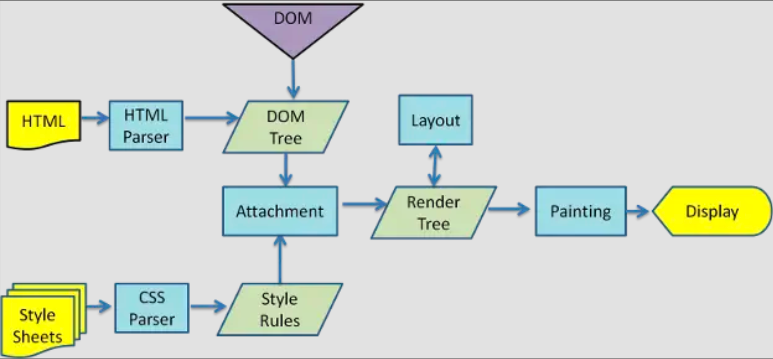 DOM
HTML
HTML
Parser
DOM
Tree
Layout
Attachment
Render
Tree
Painting
Display
Style
Sheets
CSS
Parser
Style
Rules